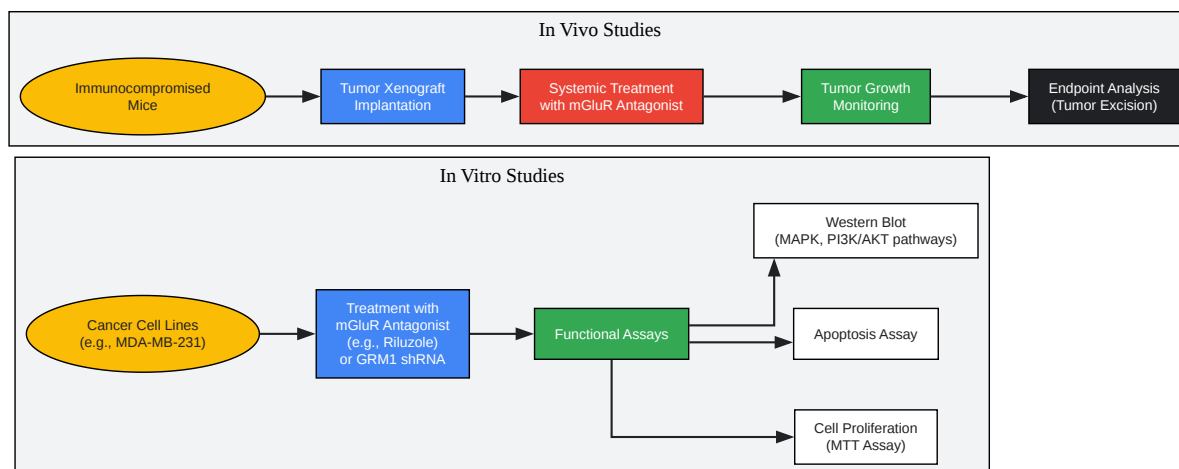 In Vivo Studies
Immunocompromised
Mice
Tumor Xenograft
Implantation
Systemic Treatment
with mGluR Antagonist
Tumor Growth
Monitoring
Endpoint Analysis
(Tumor Excision)
In Vitro Studies
Cancer Cell Lines
(e.g., MDA-MB-231)
Treatment with
mGluR Antagonist
(e.g., Riluzole)
or GRM1 shRNA
Functional Assays
Western Blot
(MAPK, PI3K/AKT pathways)
Apoptosis Assay
Cell Proliferation
(MTT Assay)